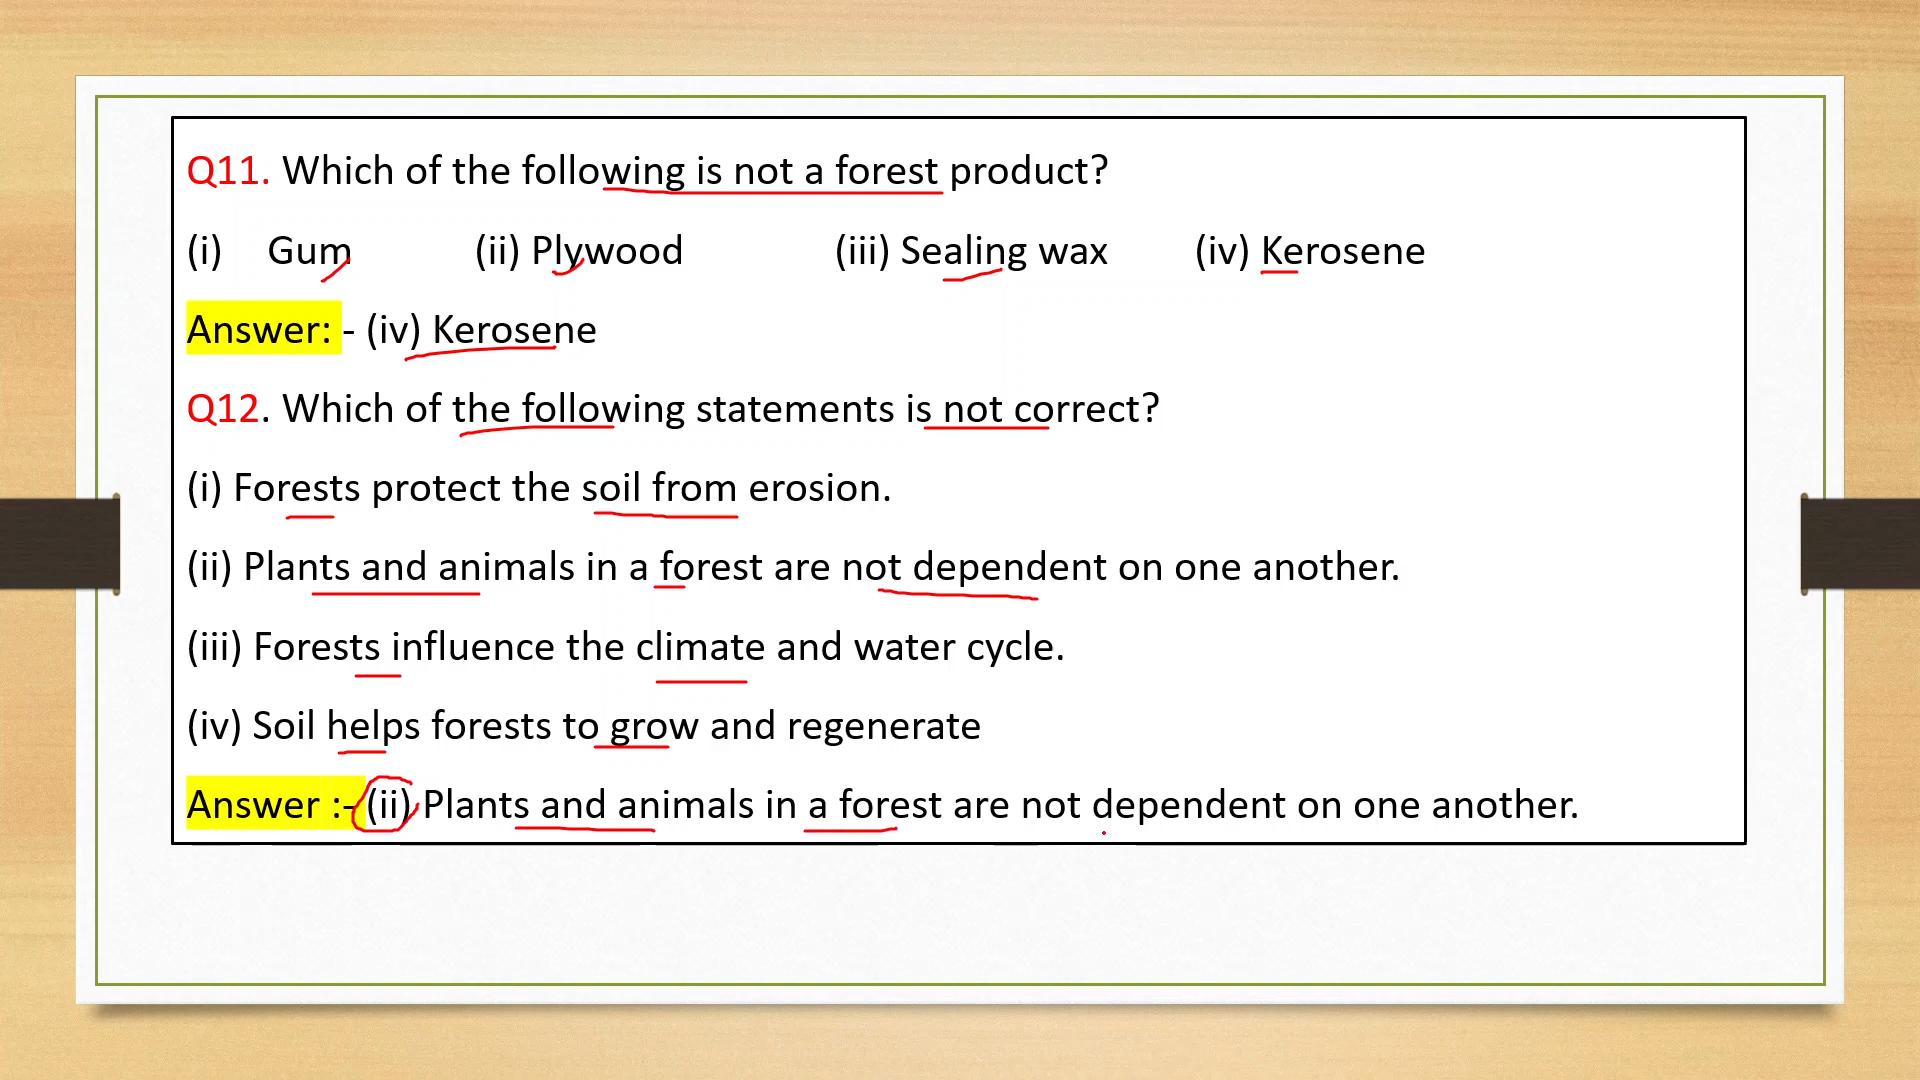 Q11. Which of the following is not a forest product?
(i) Gum (ii) Plywood (iii) Sealing wax (iv) Kerosene
Answer: - (iv) Kerosene
Q12. Which of the following statements is not correct?
(i) Forests protect the soil from erosion.
(ii) Plants and animals in a forest are not dependent on one another.
(iii) Forests influence the climate and water cycle.
(iv) Soil helps forests to grow and regenerate
Answer :- (ii) Plants and animals in a forest are not dependent on one another.